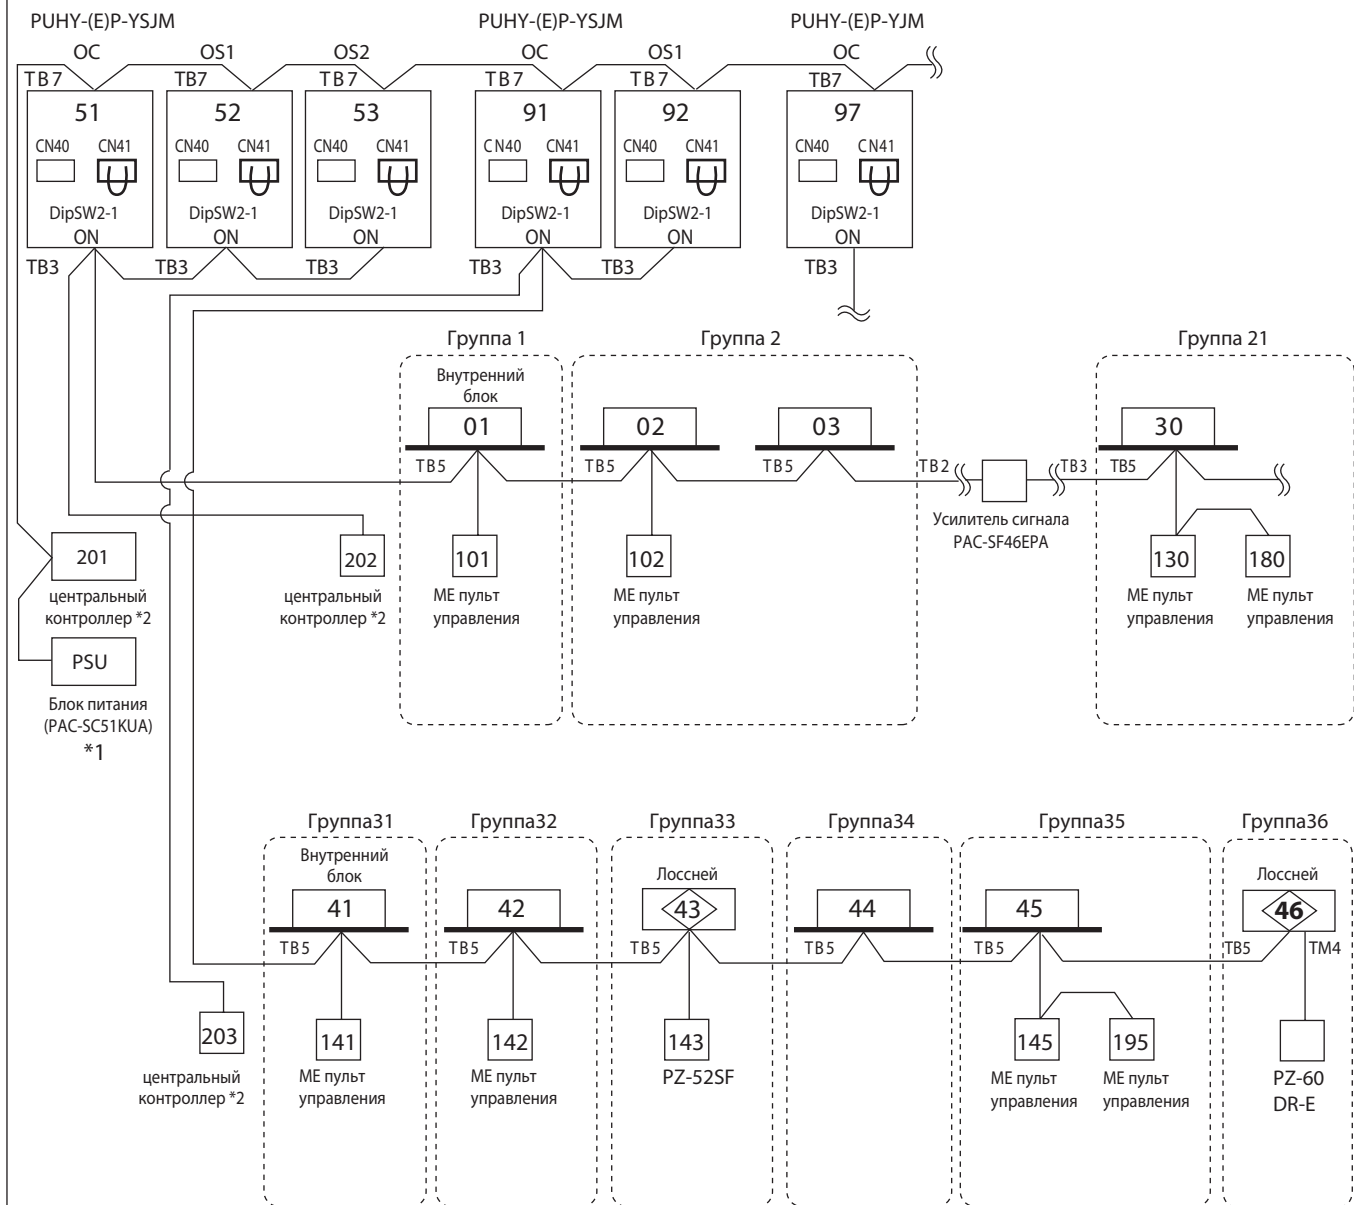 PUHY-(E)P-YSJM PUHY-(E)P-YSJM PUHY-(E)P-YJM
OC OS1 OS2 OC OS1 OC
TB7 TB7 TB7 TB7 TB7 TB7
51 52 53 91 92 97
CN40 CN41 CN40 CN41 CN40 CN41 CN40 CN41 CN40 CN41 CN40 CN41
DipSW2-1 DipSW2-1 DipSW2-1 DipSW2-1 DipSW2-1 DipSW2-1
ON ON ON ON ON ON
TB3 TB3 TB3 TB3 TB3 TB3
Группа 1 Группа 2 Группа 21
Внутренний
блок
01 02 03 30
TB5 TB5 TB5 TB2 TB3 TB5
Усилитель сигнала
PAC-SF46EPA
201 202 101 102 130 180
центральный
контроллер *2
центральный
контроллер *2
МЕ пульт
управления
МЕ пульт
управления
МЕ пульт
управления
МЕ пульт
управления
PSU
Блок питания
(PAC-SC51KUA)
*1
Группа31 Группа32 Группа33 Группа34 Группа35 Группа36
Внутренний
блок
Лоссней Лоссней
41 42 43 44 45 46
TB5 TB5 TB5 TB5 TB5 TB5 TM4
203 141 142 143 145 195
центральный
контроллер *2
МЕ пульт
управления
МЕ пульт
управления
PZ-52SF
МЕ пульт
управления
МЕ пульт
управления
PZ-60
DR-E